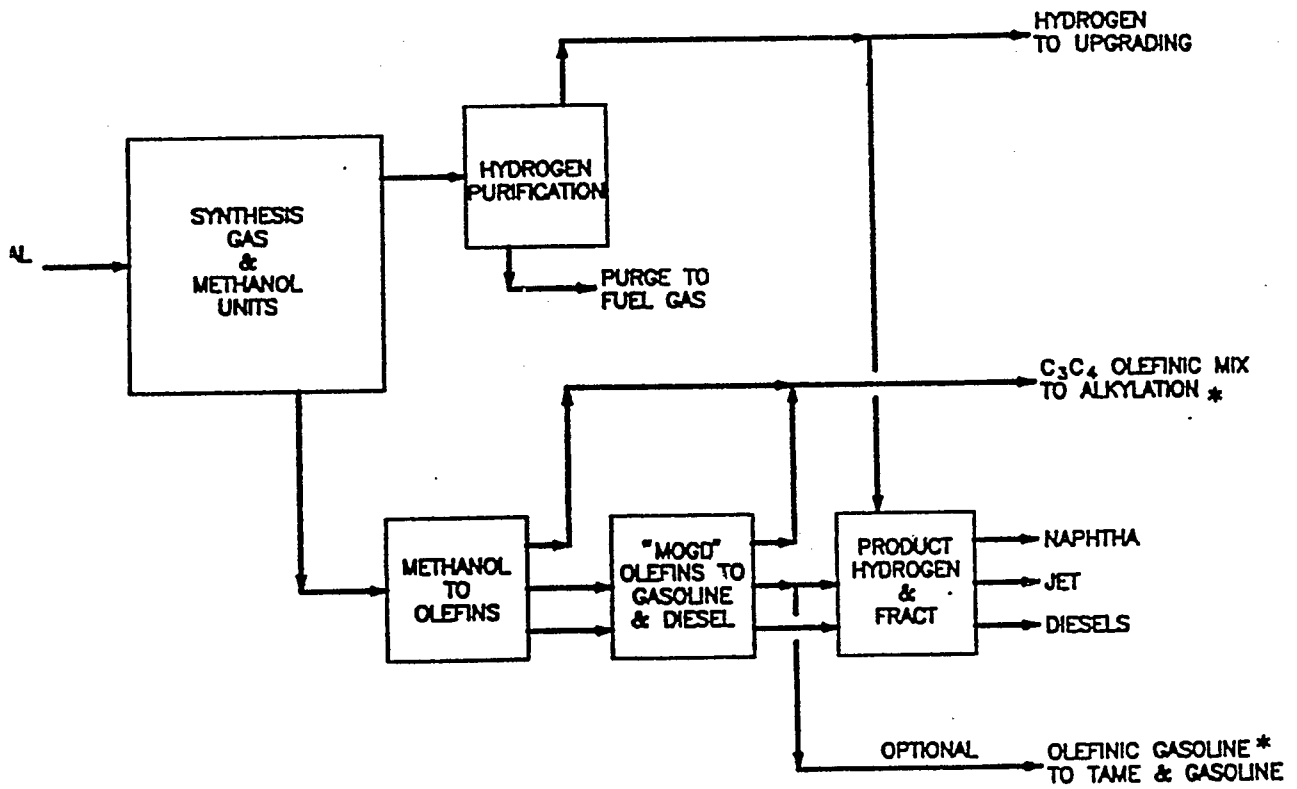 HYDROGEN
TO UPGRADING
HYDROGEN
PURIFICATION
SYNTHESIS
GAS
&
METHANOL
UNITS
AL
PURGE TO
FUEL GAS
C₃C₄ OLEFINIC MIX
TO ALKYLATION *
METHANOL
TO
OLEFINS
"MOGD"
OLEFINS TO
GASOLINE
& DIESEL
PRODUCT
HYDROGEN
&
FRACT
NAPHTHA
JET
DIESELS
OPTIONAL
OLEFINIC GASOLINE *
TO TAME & GASOLINE